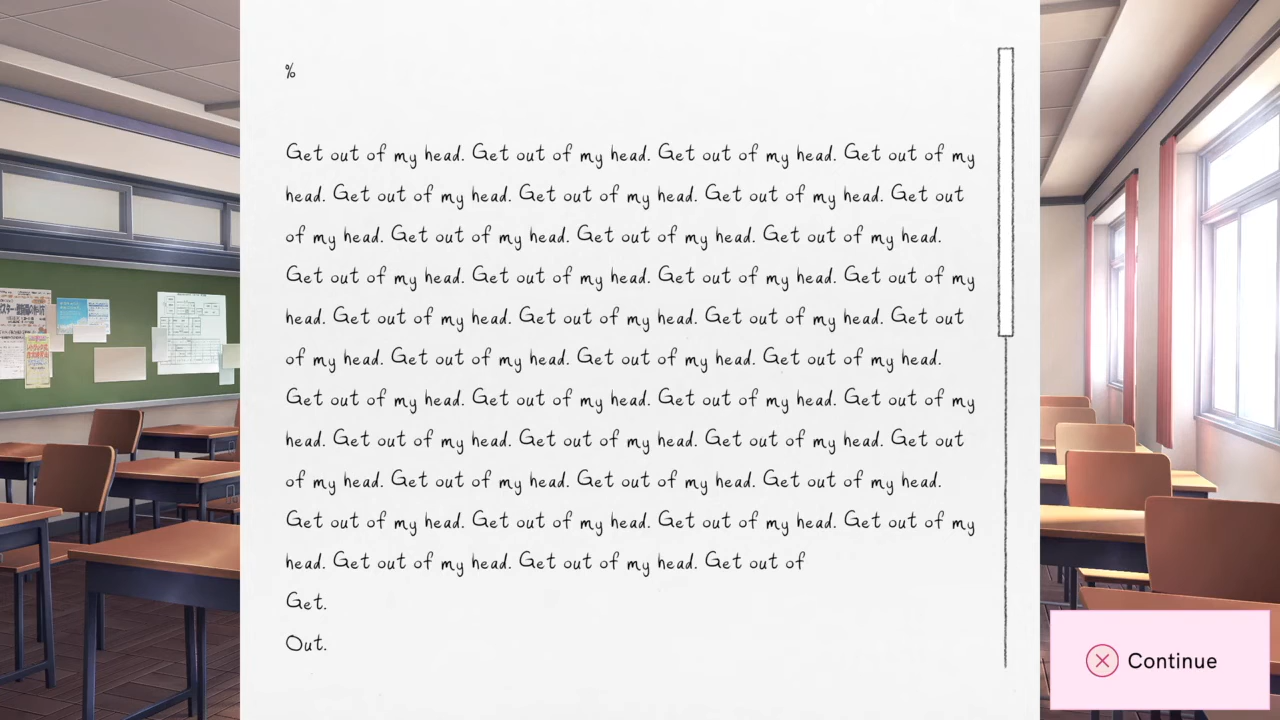 %
Get out of my head. Get out of my head. Get out of my head. Get out of my
head. Get out of my head. Get out of my head. Get out of my head. Get out
of my head. Get out of my head. Get out of my head. Get out of my head.
Get out of my head. Get out of my head. Get out of my head. Get out of my
head. Get out of my head. Get out of my head. Get out of my head. Get out
of my head. Get out of my head. Get out of my head. Get out of my head.
Get out of my head. Get out of my head. Get out of my head. Get out of my
head. Get out of my head. Get out of my head. Get out of my head. Get out
of my head. Get out of my head. Get out of my head. Get out of my head.
Get out of my head. Get out of my head. Get out of my head. Get out of my
head. Get out of my head. Get out of my head. Get out of
Get.
Out.
Continue